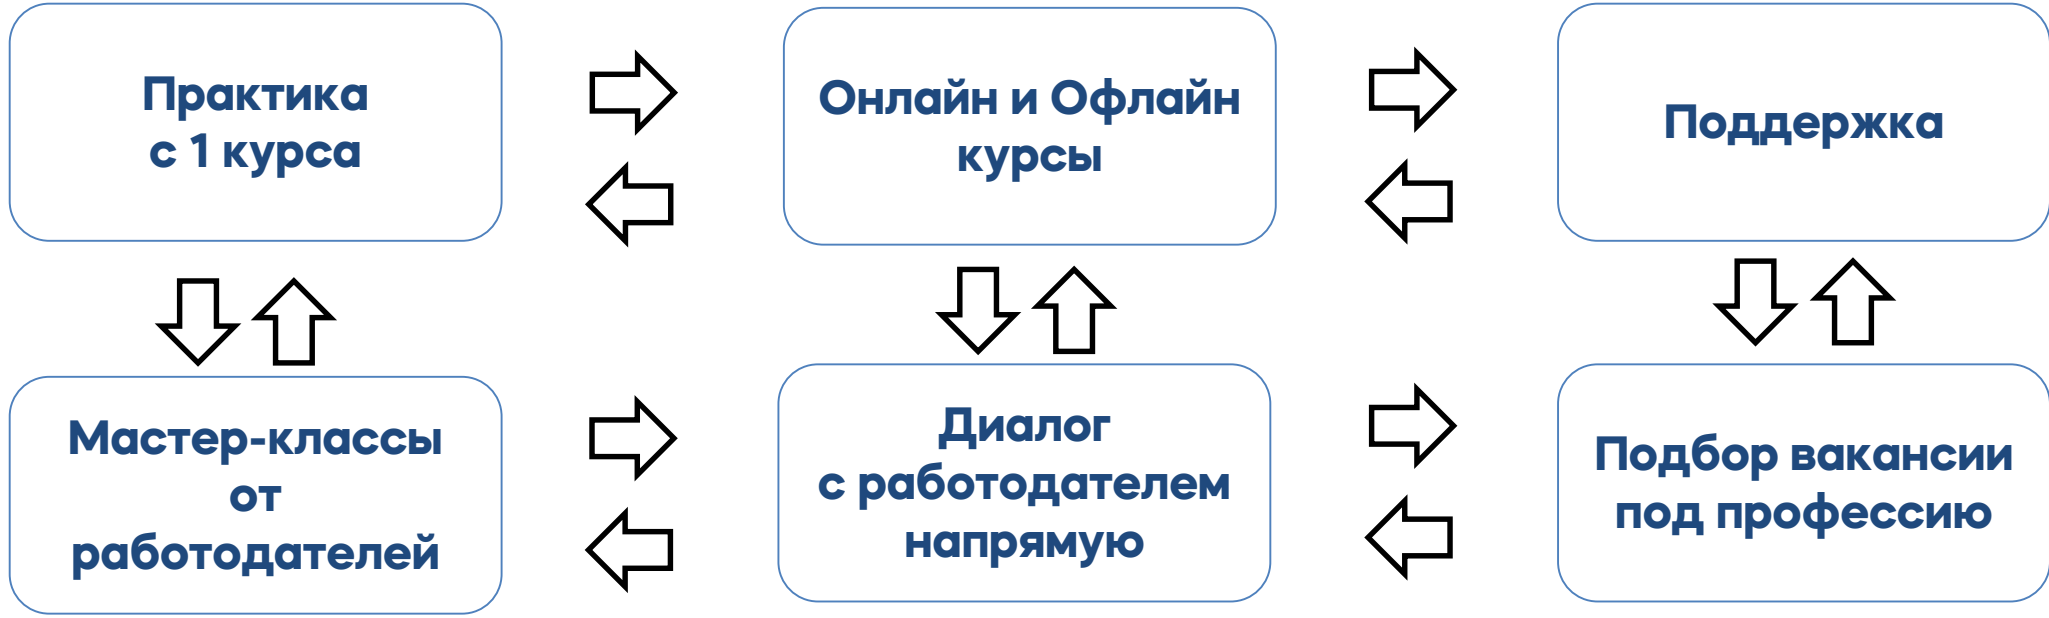 Практика
с 1 курса
Онлайн и Офлайн
курсы
Поддержка
Мастер-классы
от
работодателей
Диалог
с работодателем
напрямую
Подбор вакансии
под профессию